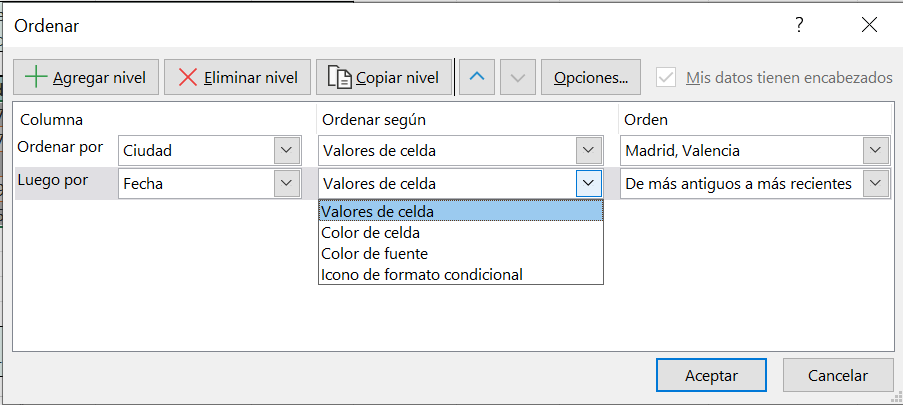 Ordenar ?
Agregar nivel Eliminar nivel Copiar nivel Opciones... Mis datos tienen encabezados
Columna Ordenar según Orden
Ordenar por Ciudad Valores de celda Madrid, Valencia
Luego por Fecha Valores de celda De más antiguos a más recientes
Valores de celda
Color de celda
Color de fuente
Icono de formato condicional
Aceptar Cancelar